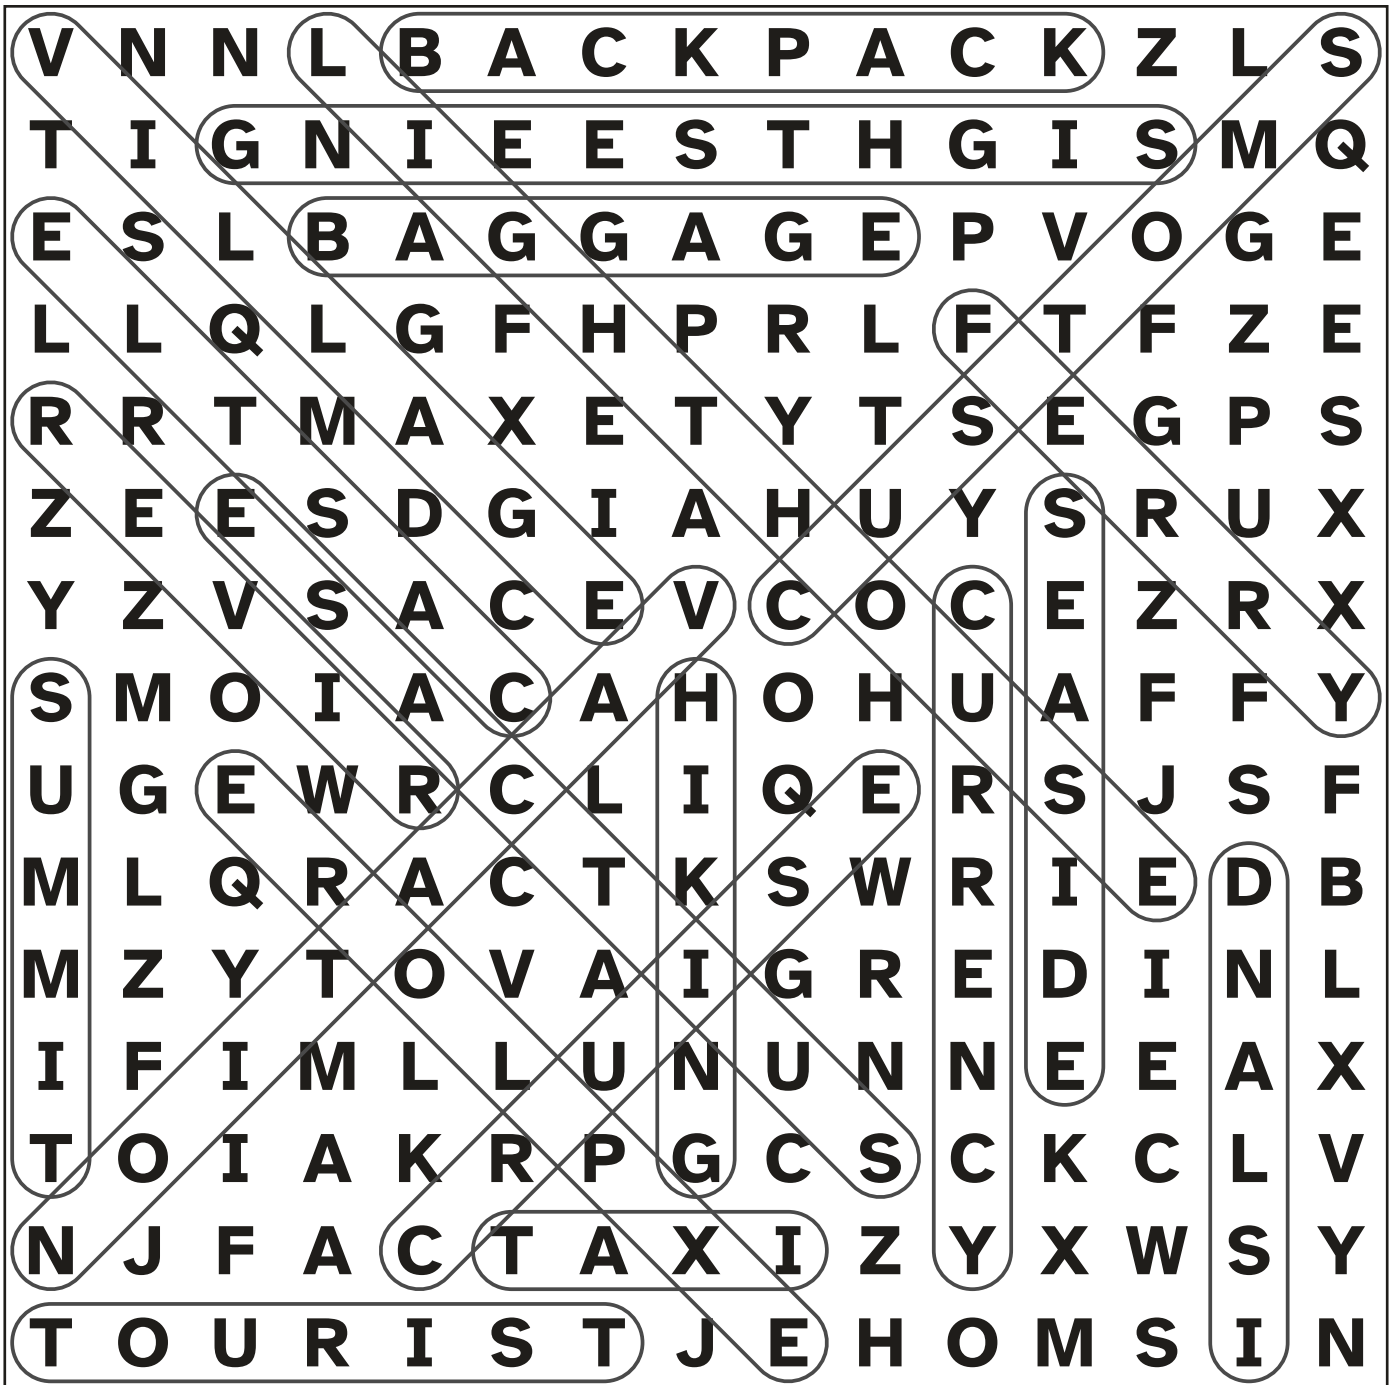 V N N L B A C K P A C K Z L S
T I G N I E E S T H G I S M Q
E S L B A G G A G E P V O G E
L L Q L G F H P R L F T F Z E
R R T M A X E T Y T S E G P S
Z E E S D G I A H U Y S R U X
Y Z V S A C E V C O C E Z R X
S M O I A C A H O H U A F F Y
U G E W R C L I Q E R S J S F
M L Q R A C T K S W R I E D B
M Z Y T O V A I G R E D I N L
I F I M L L U N U N N E E A X
T O I A K R P G C S C K C L V
N J F A C T A X I Z Y X W S Y
T O U R I S T J E H O M S I N